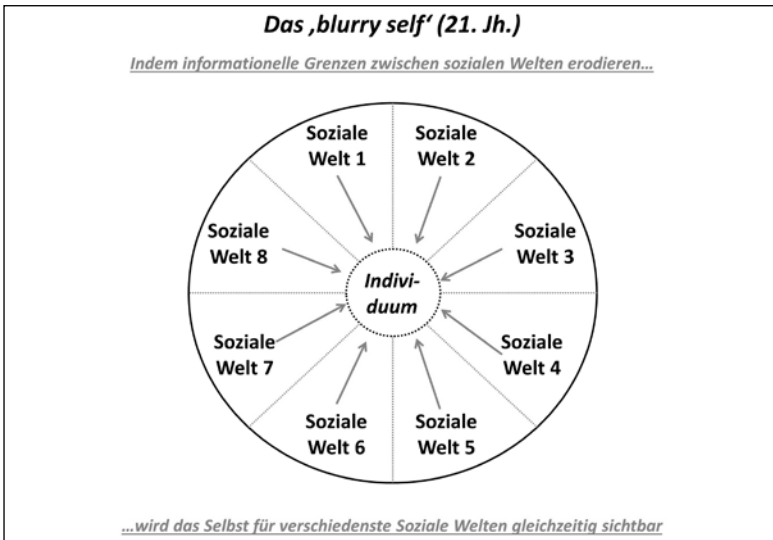 Das ‚blurry self‘ (21. Jh.)
Indem informationelle Grenzen zwischen sozialen Welten erodieren…
Soziale
Welt 1
Soziale
Welt 2
Soziale
Welt 3
Soziale
Welt 4
Soziale
Welt 5
Soziale
Welt 6
Soziale
Welt 7
Soziale
Welt 8
Indivi-
duum
…wird das Selbst für verschiedenste Soziale Welten gleichzeitig sichtbar